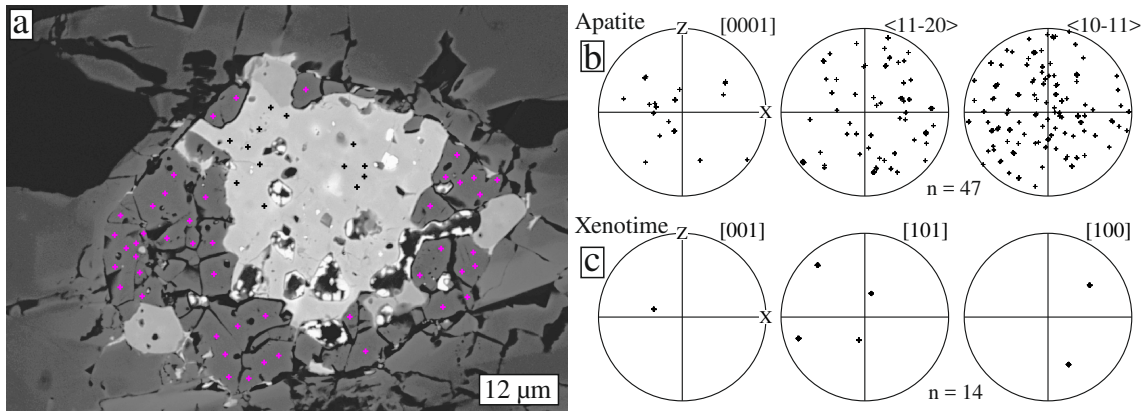 a
12 µm
Apatite
b
Z
[0001]
<11-20>
<10-11>
X
n = 47
Xenotime
c
Z
[001]
[101]
[100]
X
n = 14